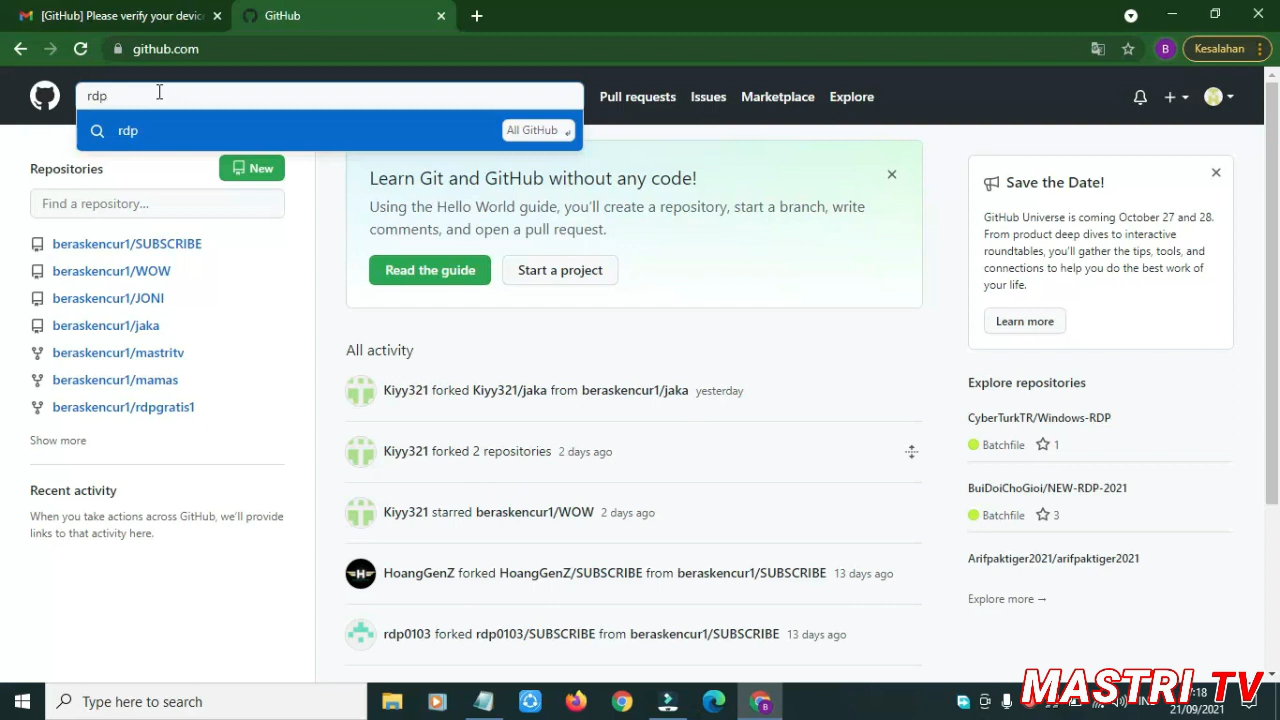 [GitHub] Please verify your devic
GitHub
github.com
B
Kesalahan
rdp
Pull requests
Issues
Marketplace
Explore
rdp
All GitHub
Repositories
New
Find a repository...
beraskencur1/SUBSCRIBE
beraskencur1/WOW
beraskencur1/JONI
beraskencur1/jaka
beraskencur1/mastritv
beraskencur1/mamas
beraskencur1/rdpgratis1
Show more
Recent activity
When you take actions across GitHub, we'll provide
links to that activity here.
Learn Git and GitHub without any code!
Using the Hello World guide, you'll create a repository, start a branch, write
comments, and open a pull request.
Read the guide
Start a project
All activity
Kiyy321 forked Kiyy321/jaka from beraskencur1/jaka yesterday
Kiyy321 forked 2 repositories 2 days ago
Kiyy321 starred beraskencur1/WOW 2 days ago
HoangGenZ forked HoangGenZ/SUBSCRIBE from beraskencur1/SUBSCRIBE 13 days ago
rdp0103 forked rdp0103/SUBSCRIBE from beraskencur1/SUBSCRIBE 13 days ago
Save the Date!
GitHub Universe is coming October 27 and 28.
From product deep dives to interactive
roundtables, you'll gather the tips, tools, and
connections to help you do the best work of
your life.
Learn more
Explore repositories
CyberTurkTR/Windows-RDP
Batchfile 1
BuiDoiChoGioi/NEW-RDP-2021
Batchfile 3
Arifpaktiger2021/arifpaktiger2021
Explore more →
Type here to search
MASTRI TV
21/09/2021